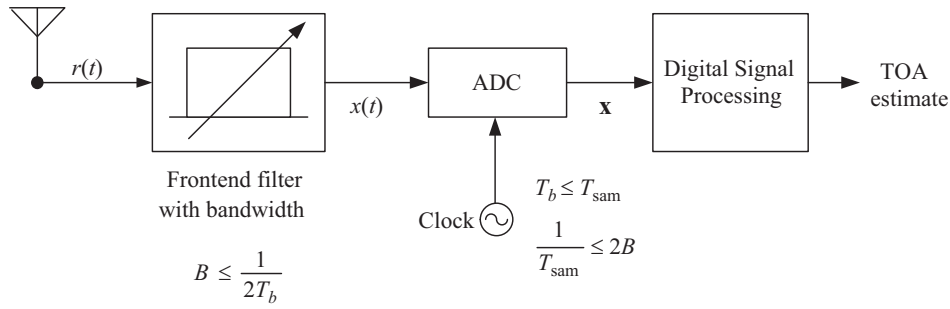 r(t)
x(t)
ADC
𝐱
Digital Signal
Processing
TOA
estimate
Frontend filter
with bandwidth
B ≤ 1/(2T_b)
Clock
T_b ≤ T_sam
1/T_sam ≤ 2B